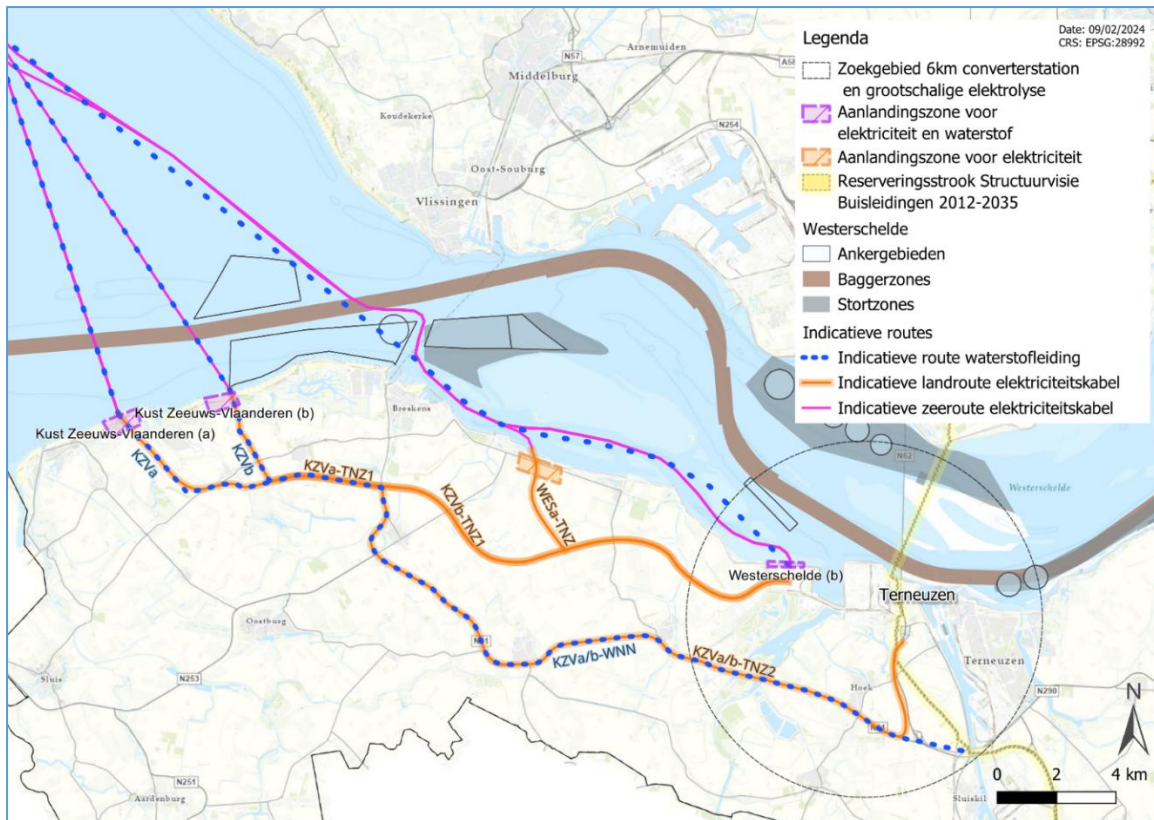 Date: 09/02/2024
CRS: EPSG:28992
Legenda
Zoekgebied 6km converterstation
en grootschalige elektrolyse
Aanlandingszone voor
elektriciteit en waterstof
Aanlandingszone voor elektriciteit
Reserveringsstrook Structuurvisie
Buisleidingen 2012-2035
Westerschelde
Ankergebieden
Baggerzones
Stortzones
Indicatieve routes
Indicatieve route waterstofleiding
Indicatieve landroute elektriciteitskabel
Indicatieve zeeroute elektriciteitskabel
N57
Arnemuiden
A58
Middelburg
Koudekerke
N254
Oost-Souburg
Vlissingen
Breskens
Kust Zeeuws-Vlaanderen (b)
Kust Zeeuws-Vlaanderen (a)
KZVa
KZVb
KZVa-TNZ1
KZVb-TNZ1
WESa-TNZ
N62
Westerschelde
Westerschelde (b)
Terneuzen
Oostburg
N61
KZVa/b-WNN
KZVa/b-TNZ2
Hoek
N61
Terneuzen
N290
Sluis
N253
N251
Aardenburg
Sluiskil
N
0 2 4 km